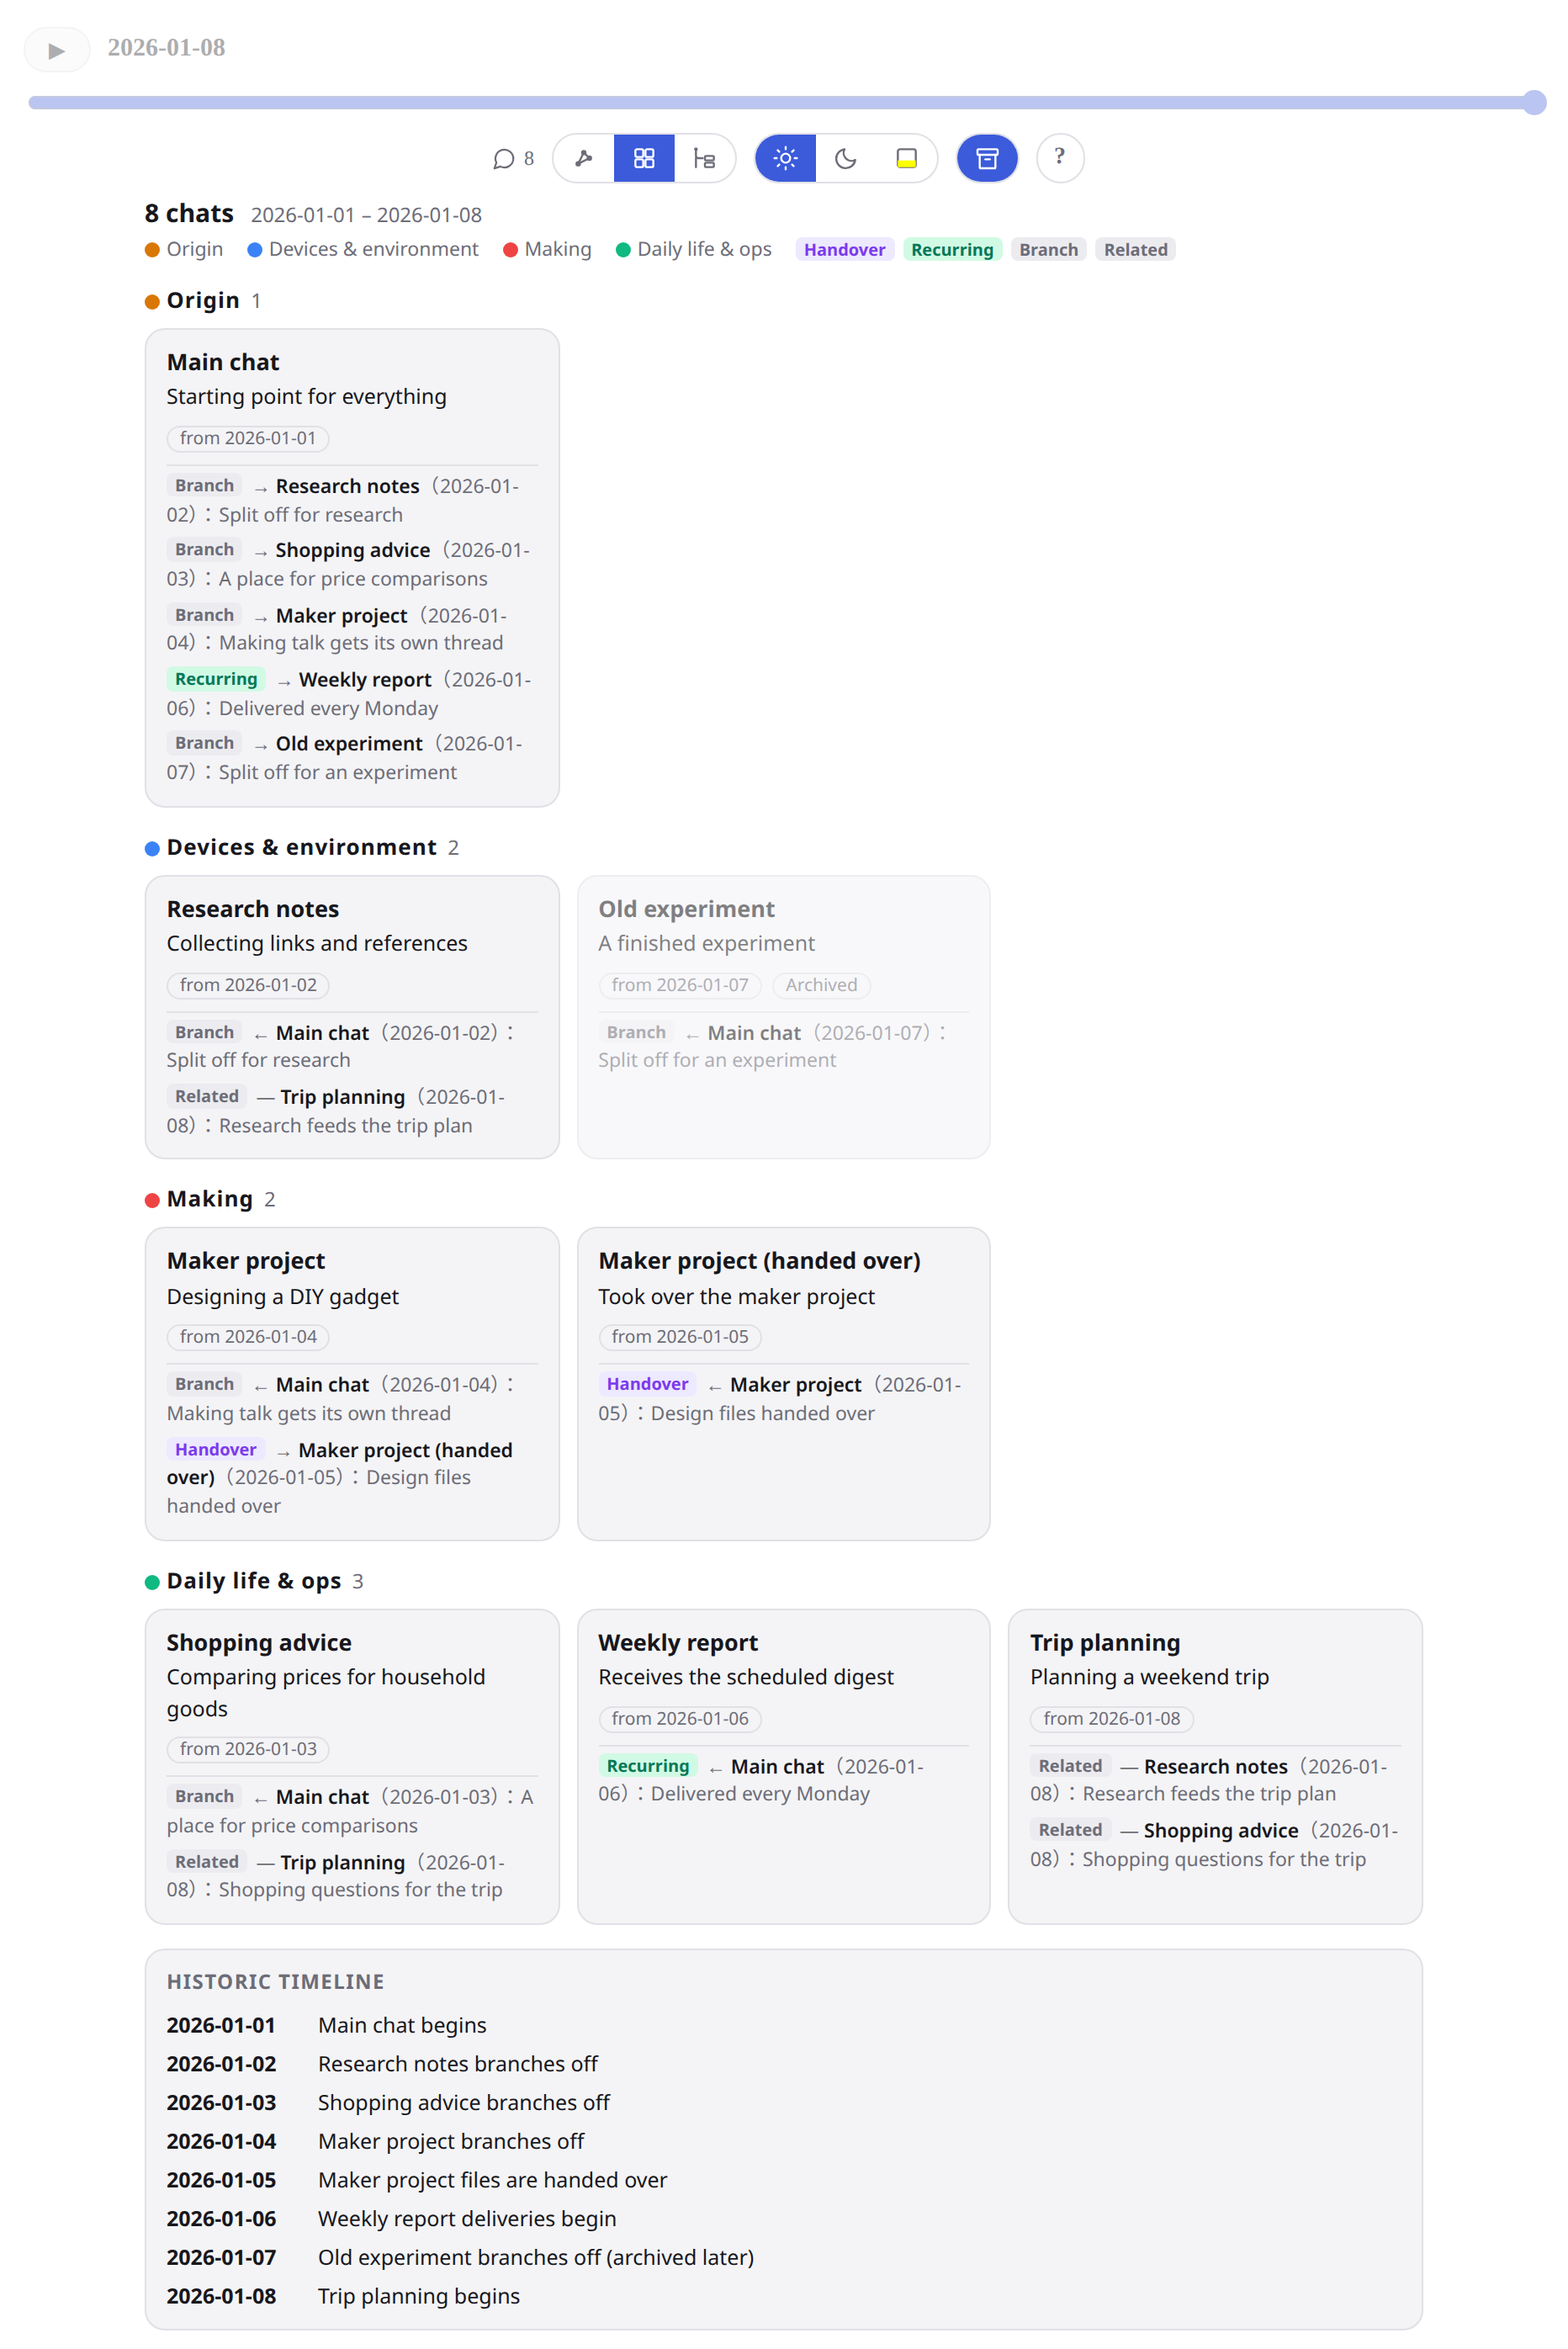 2026-01-08
8
?
8 chats 2026-01-01 – 2026-01-08
Origin Devices & environment Making Daily life & ops Handover Recurring Branch Related
Origin 1
Main chat
Starting point for everything
from 2026-01-01
Branch → Research notes（2026-01-
02）：Split off for research
Branch → Shopping advice（2026-01-
03）：A place for price comparisons
Branch → Maker project（2026-01-
04）：Making talk gets its own thread
Recurring → Weekly report（2026-01-
06）：Delivered every Monday
Branch → Old experiment（2026-01-
07）：Split off for an experiment
Devices & environment 2
Research notes
Collecting links and references
from 2026-01-02
Branch ← Main chat（2026-01-02）：
Split off for research
Related — Trip planning（2026-01-
08）：Research feeds the trip plan
Old experiment
A finished experiment
from 2026-01-07 Archived
Branch ← Main chat（2026-01-07）：
Split off for an experiment
Making 2
Maker project
Designing a DIY gadget
from 2026-01-04
Branch ← Main chat（2026-01-04）：
Making talk gets its own thread
Handover → Maker project (handed
over)（2026-01-05）：Design files
handed over
Maker project (handed over)
Took over the maker project
from 2026-01-05
Handover ← Maker project（2026-01-
05）：Design files handed over
Daily life & ops 3
Shopping advice
Comparing prices for household
goods
from 2026-01-03
Branch ← Main chat（2026-01-03）：A
place for price comparisons
Related — Trip planning（2026-01-
08）：Shopping questions for the trip
Weekly report
Receives the scheduled digest
from 2026-01-06
Recurring ← Main chat（2026-01-
06）：Delivered every Monday
Trip planning
Planning a weekend trip
from 2026-01-08
Related — Research notes（2026-01-
08）：Research feeds the trip plan
Related — Shopping advice（2026-01-
08）：Shopping questions for the trip
HISTORIC TIMELINE
2026-01-01 Main chat begins
2026-01-02 Research notes branches off
2026-01-03 Shopping advice branches off
2026-01-04 Maker project branches off
2026-01-05 Maker project files are handed over
2026-01-06 Weekly report deliveries begin
2026-01-07 Old experiment branches off (archived later)
2026-01-08 Trip planning begins